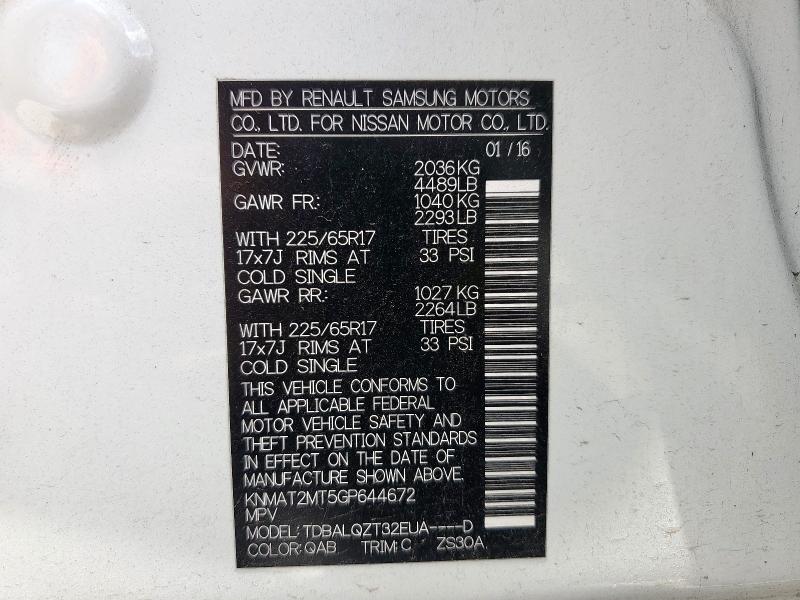 MFD BY RENAULT SAMSUNG MOTORS
CO., LTD. FOR NISSAN MOTOR CO., LTD.
DATE: 01 / 16
GVWR: 2036 KG
4489LB
GAWR FR.: 1040 KG
2293 LB
WITH 225/65R17 TIRES
17x7J RIMS AT 33 PSI
COLD SINGLE
GAWR RR.: 1027 KG
2264LB
WITH 225/65R17 TIRES
17x7J RIMS AT 33 PSI
COLD SINGLE
THIS VEHICLE CONFORMS TO
ALL APPLICABLE FEDERAL
MOTOR VEHICLE SAFETY AND
THEFT PREVENTION STANDARDS
IN EFFECT ON THE DATE OF
MANUFACTURE SHOWN ABOVE.
KNMAT2MT5GP644672
MPV
MODEL: TDBALQZT32EUA----D
COLOR: QAB TRIM: C ZS30A